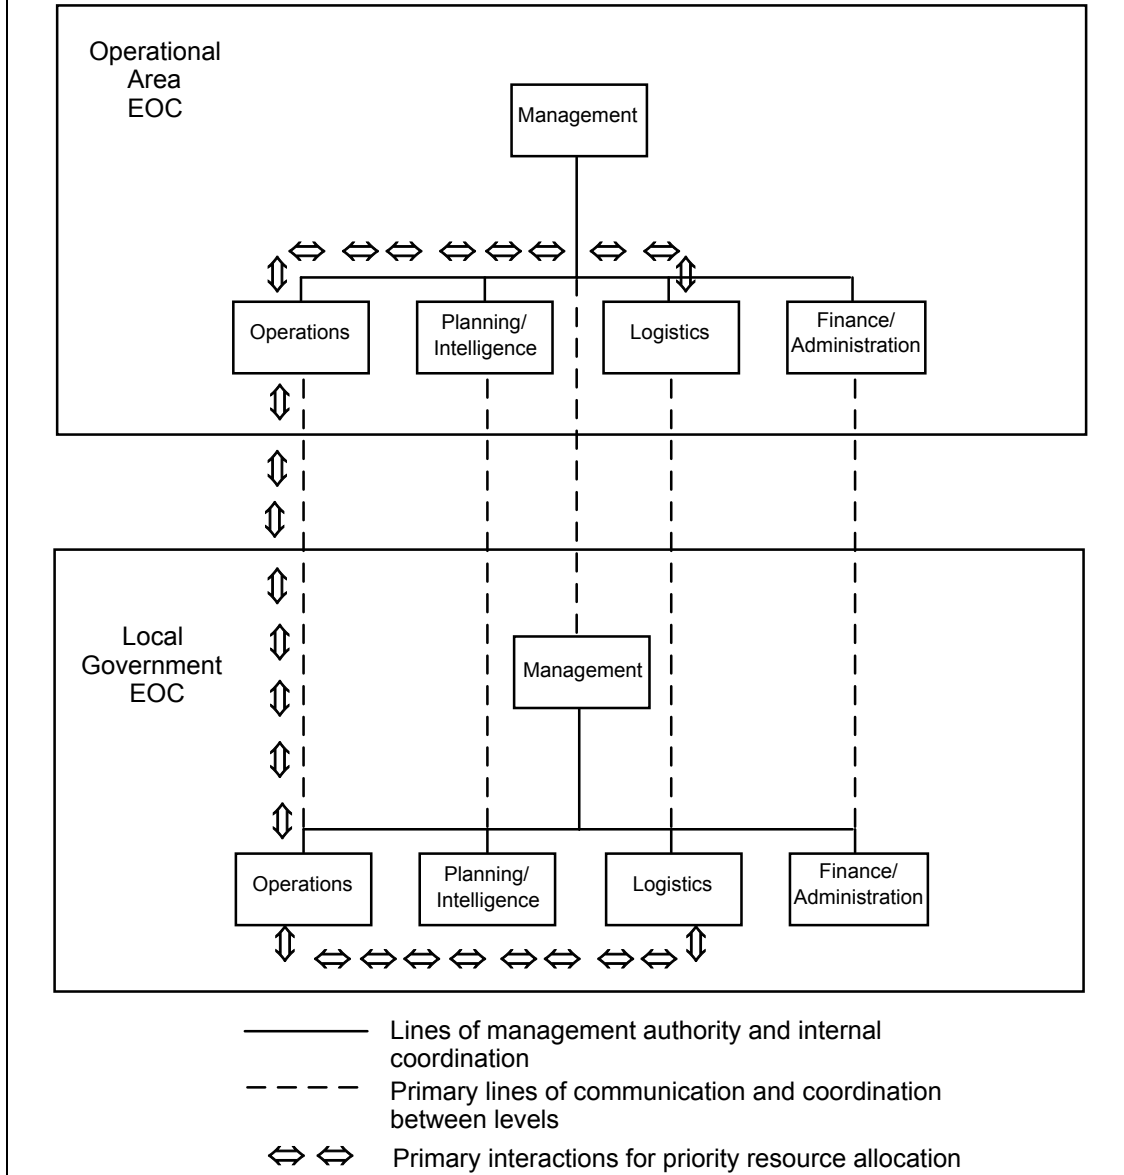 Operational
Area
EOC
Management
Operations
Planning/
Intelligence
Logistics
Finance/
Administration
Local
Government
EOC
Management
Operations
Planning/
Intelligence
Logistics
Finance/
Administration
Lines of management authority and internal
coordination
Primary lines of communication and coordination
between levels
Primary interactions for priority resource allocation